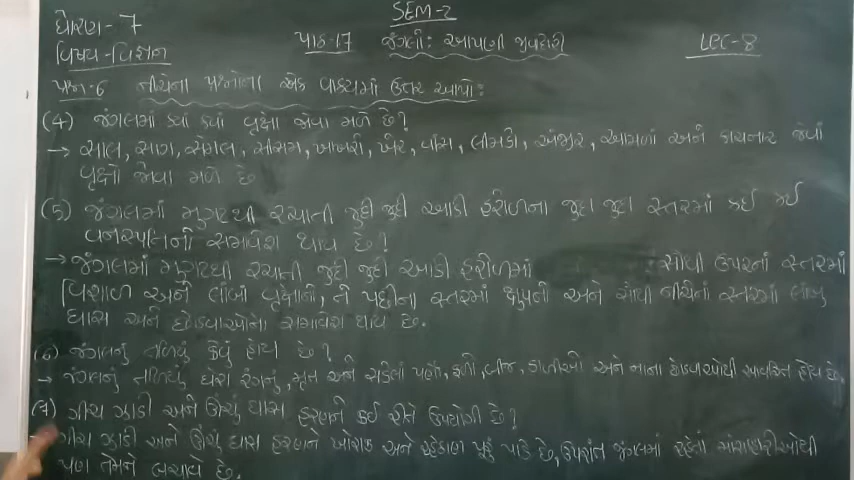 SEM-2
ધોરણ- 7
વિષય-વિજ્ઞાન
પાઠ-17 જંગલો: આપણી જીવાદોરી
LEC-8
પ્રશ્ન-6 નીચેના પ્રશ્નોના એક વાક્યમાં ઉત્તર આપો:
(4) જંગલમાં ક્યાં ક્યાં વૃક્ષો જોવા મળે છે?
→ સાલ, સાગ, સેમલ, સીસમ, ખાખરો, ખેર, વાંસ, લીમડો, અંજીર, આમળાં અને કાચનાર જેવાં
વૃક્ષો જોવા મળે છે
(5) જંગલમાં મુગટથી રચાતી જુદી જુદી આડી હરોળના જુદા જુદા સ્તરમાં કઈ કઈ
વનસ્પતિનો સમાવેશ થાય છે?
→ જંગલમાં મુગટથી રચાતી જુદી જુદી આડી હરોળમાં સૌથી ઉપરનાં સ્તરમાં
વિશાળ અને લાંબા વૃક્ષોનો, તે પછીના સ્તરમાં ક્ષુપનો અને સૌથી નીચેનાં સ્તરમાં લાંબુ
ઘાસ અને છોડવાઓનો સમાવેશ થાય છે.
(6) જંગલનું તળિયું કેવું હોય છે?
→ જંગલનું તળિયું ઘેરા રંગનું, મૃત અને સડેલાં પર્ણો, ફળો, બીજ, ડાળીઓ અને નાના છોડવાઓથી આવરિત હોય છે.
(7) ગીચ ઝાડી અને ઊંચું ઘાસ હરણને કઈ રીતે ઉપયોગી છે?
ગીચ ઝાડી અને ઊંચું ઘાસ હરણને ખોરાક અને રહેઠાણ પૂરું પાડે છે, ઉપરાંત જંગલમાં રહેતાં માંસાહારીઓથી
પણ તેમને બચાવે છે.